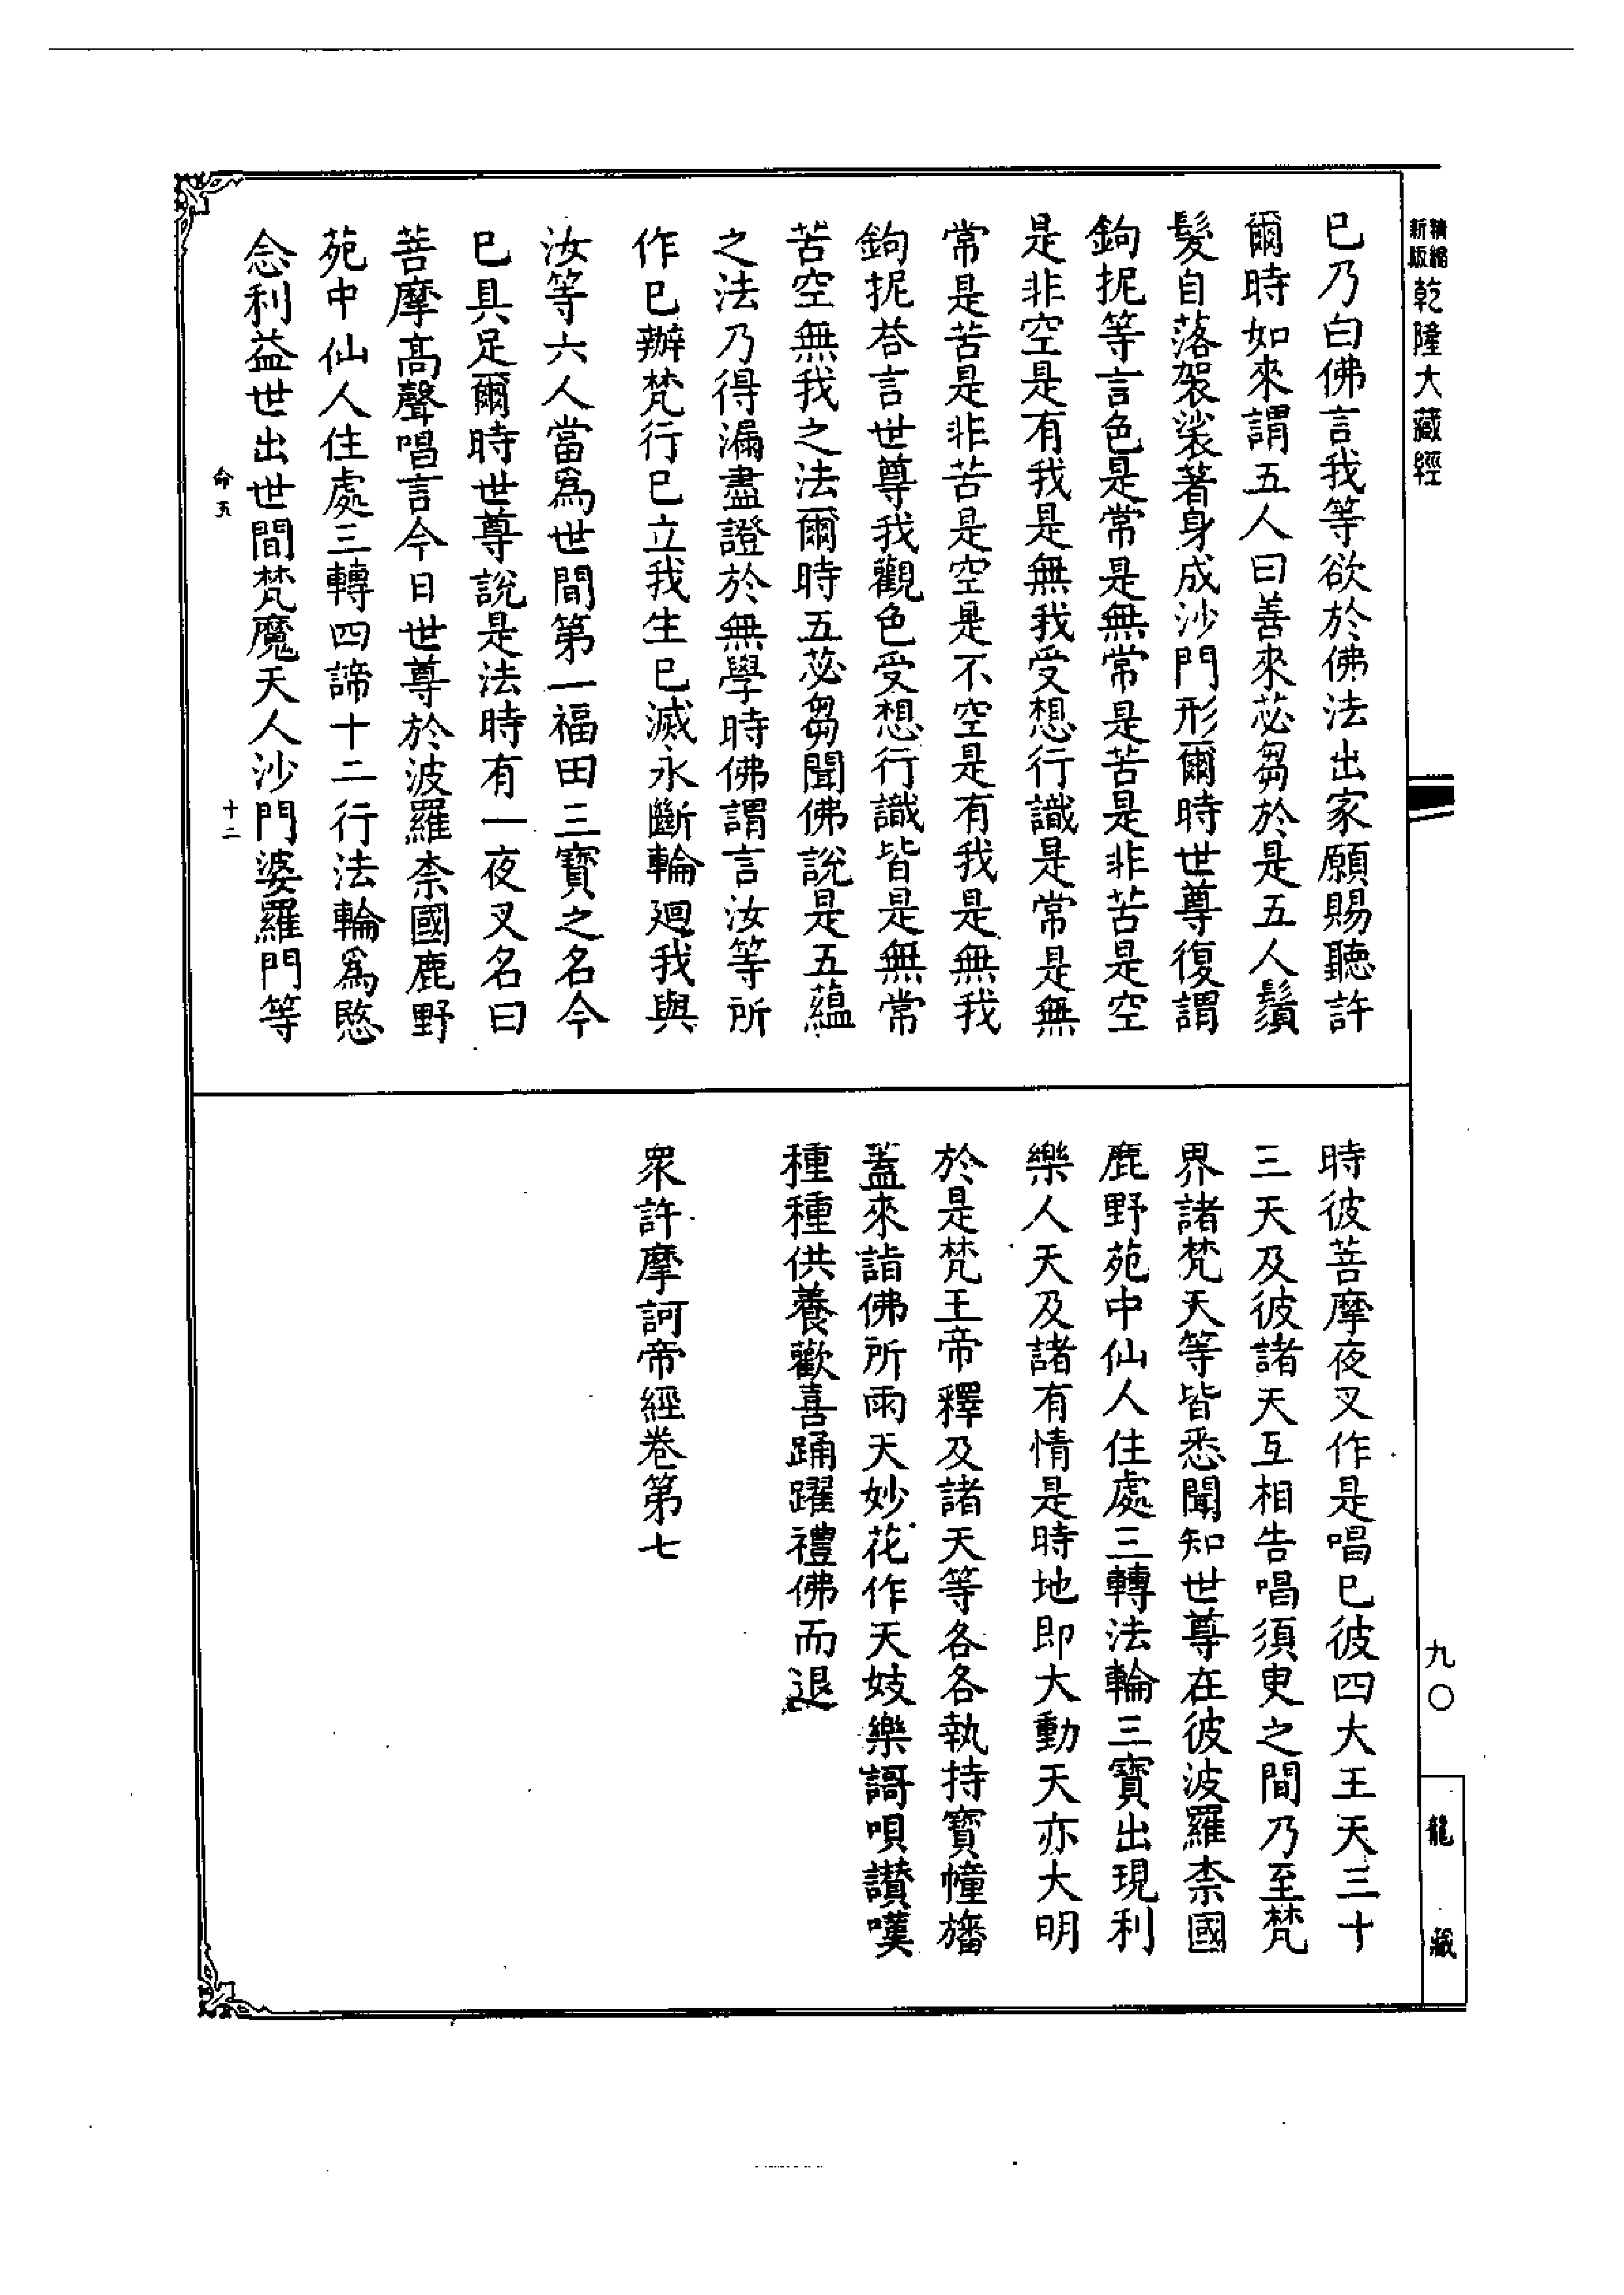 新版精縮乾隆大藏經
已乃白佛言我等欲於佛法出家願賜聽許
爾時如來謂五人曰善來苾芻於是五人鬚
髮自落袈裟著身成沙門形爾時世尊復謂
鉤抳等言色是常是無常是苦是非苦是空
是非空是有我是無我受想行識是常是無
常是苦是非苦是空是不空是有我是無我
鉤抳荅言世尊我觀色受想行識皆是無常
苦空無我之法爾時五苾芻聞佛說是五蘊
之法乃得漏盡證於無學時佛謂言汝等所
作已辦梵行已立我生已滅永斷輪迴我與
汝等六人當爲世間第一福田三寶之名今
已具足爾時世尊說是法時有一夜叉名曰
菩摩高聲唱言今日世尊於波羅柰國鹿野
苑中仙人住處三轉四諦十二行法輪爲愍
念利益世出世間梵魔天人沙門婆羅門等
命五 十二
時彼菩摩夜叉作是唱已彼四大王天三十
三天及彼諸天互相告唱須臾之間乃至梵
界諸梵天等皆悉聞知世尊在彼波羅柰國
鹿野苑中仙人住處三轉法輪三寶出現利
樂人天及諸有情是時地即大動天亦大明
於是梵王帝釋及諸天等各各執持寶幢旛
蓋來詣佛所雨天妙花作天妓樂謌唄讚嘆
種種供養歡喜踊躍禮佛而退
眾許摩訶帝經卷第七
九〇
龍藏